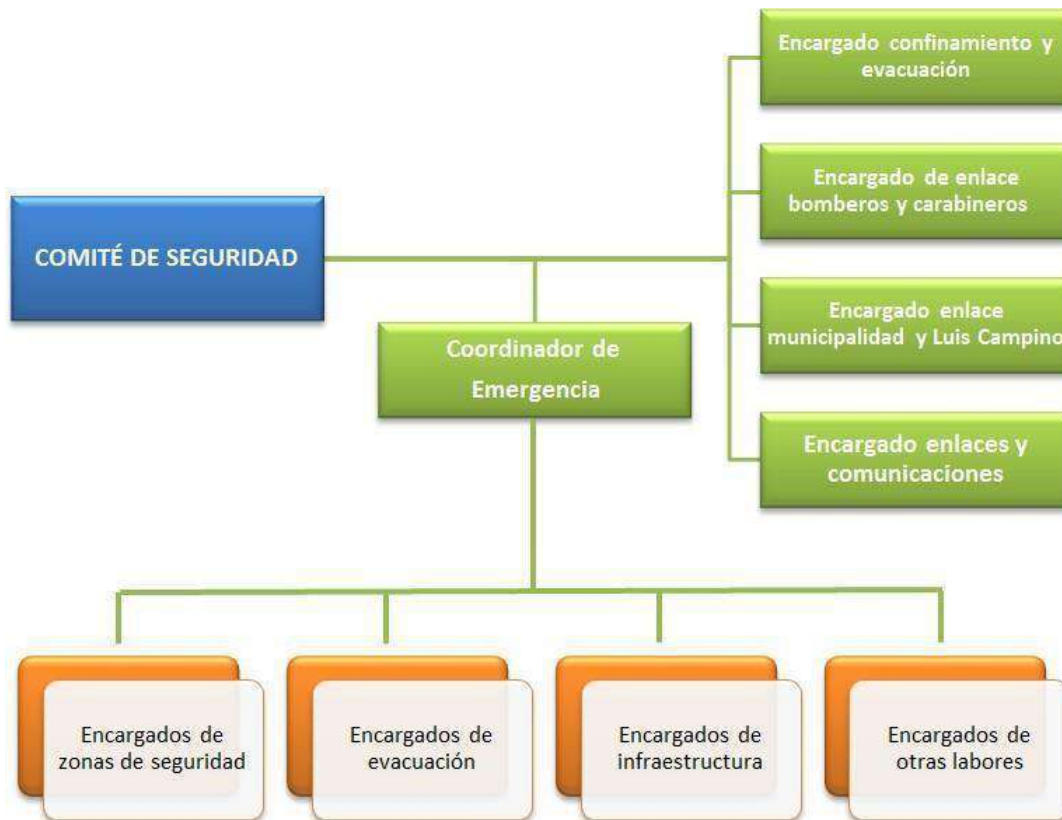 Encargado confinamiento y
evacuación
Encargado de enlace
bomberos y carabineros
COMITÉ DE SEGURIDAD
Encargado enlace
municipalidad y Luis Campino
Coordinador de
Emergencia
Encargado enlaces y
comunicaciones
Encargados de
zonas de seguridad
Encargados de
evacuación
Encargados de
infraestructura
Encargados de
otras labores